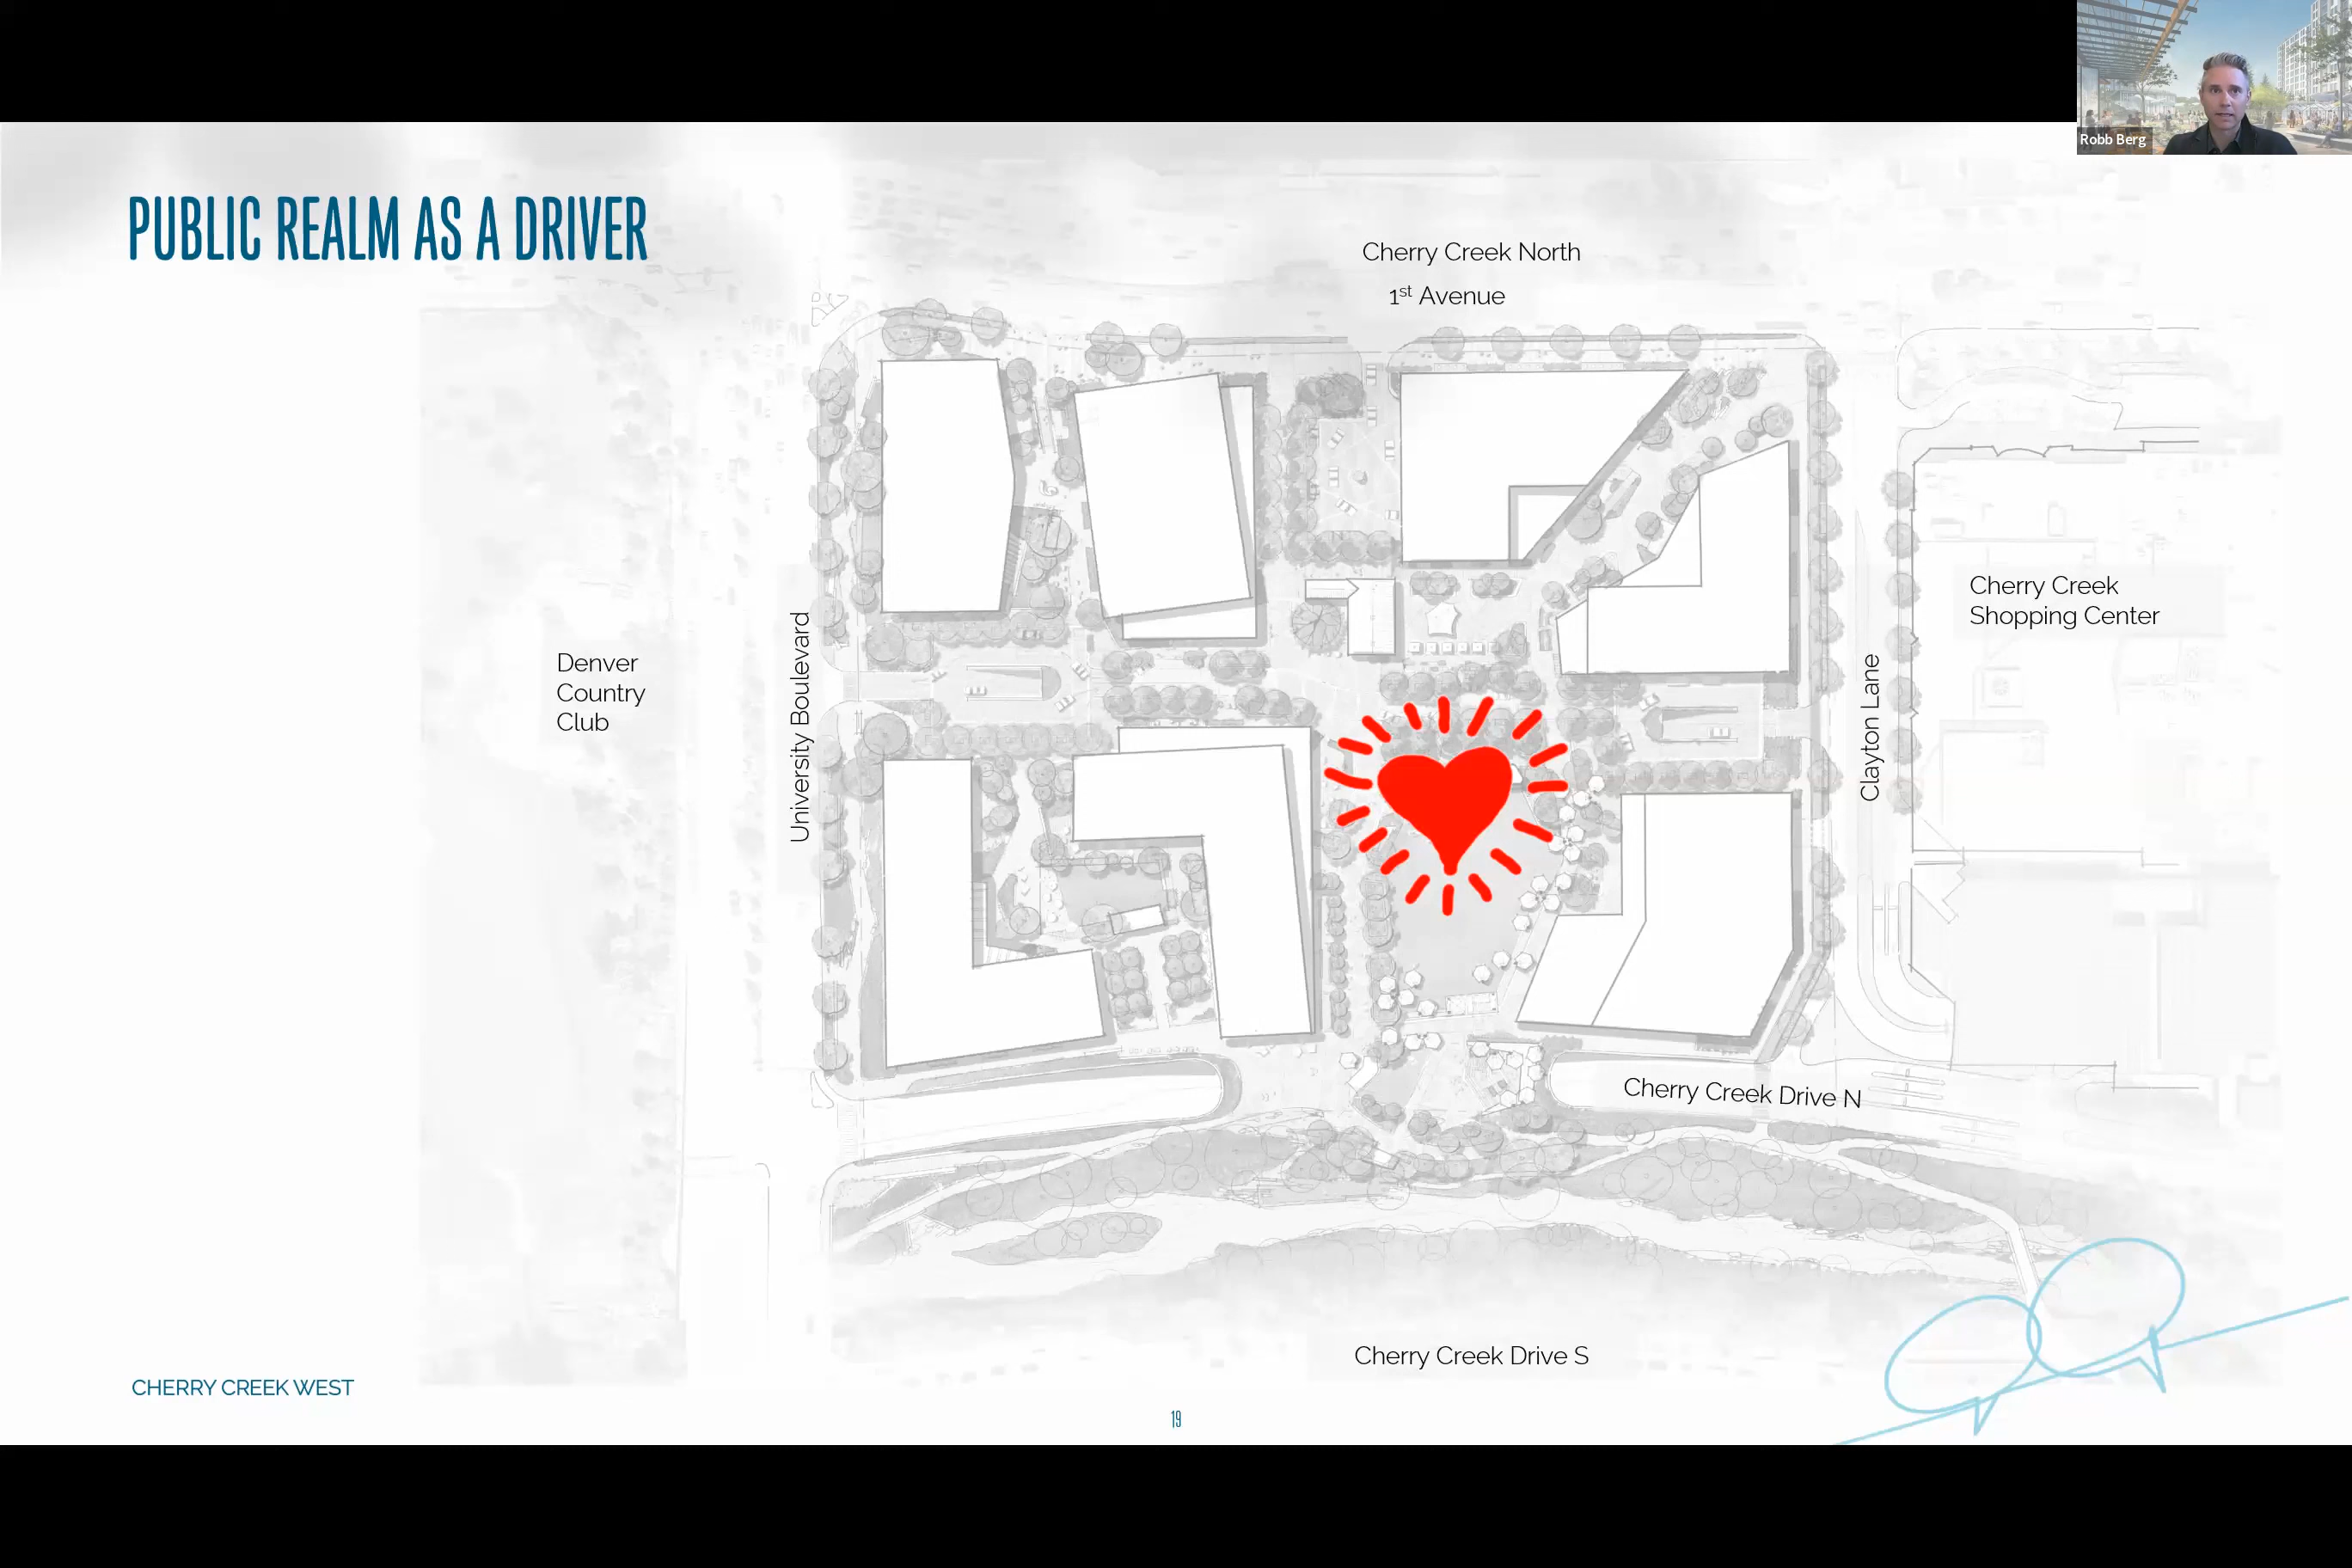 Robb Berg
PUBLIC REALM AS A DRIVER
Cherry Creek North
1st Avenue
Cherry Creek
Shopping Center
Denver
Country
Club
University Boulevard
Clayton Lane
Cherry Creek Drive N
Cherry Creek Drive S
CHERRY CREEK WEST
19